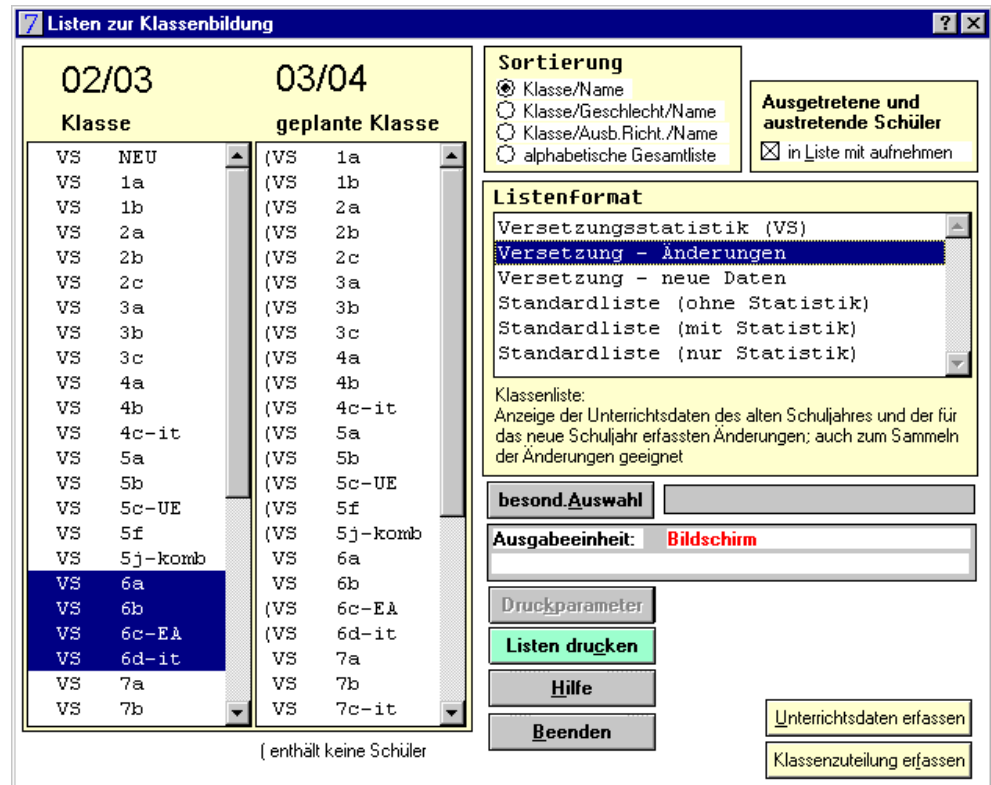 7 Listen zur Klassenbildung
02/03 03/04
Klasse geplante Klasse
VS NEU
VS 1a
VS 1b
VS 2a
VS 2b
VS 2c
VS 3a
VS 3b
VS 3c
VS 4a
VS 4b
VS 4c-it
VS 5a
VS 5b
VS 5c-UE
VS 5f
VS 5j-komb
VS 6a
VS 6b
VS 6c-EA
VS 6d-it
VS 7a
VS 7b
(VS 1a
(VS 1b
(VS 2a
(VS 2b
(VS 2c
(VS 3a
(VS 3b
(VS 3c
(VS 4a
(VS 4b
(VS 4c-it
(VS 5a
(VS 5b
(VS 5c-UE
(VS 5f
(VS 5j-komb
VS 6a
VS 6b
(VS 6c-EA
(VS 6d-it
VS 7a
VS 7b
VS 7c-it
( enthält keine Schüler
Sortierung
Klasse/Name
Klasse/Geschlecht/Name
Klasse/Ausb.Richt./Name
alphabetische Gesamtliste
Ausgetretene und
austretende Schüler
in Liste mit aufnehmen
Listenformat
Versetzungsstatistik (VS)
Versetzung - Änderungen
Versetzung - neue Daten
Standardliste (ohne Statistik)
Standardliste (mit Statistik)
Standardliste (nur Statistik)
Klassenliste:
Anzeige der Unterrichtsdaten des alten Schuljahres und der für
das neue Schuljahr erfassten Änderungen; auch zum Sammeln
der Änderungen geeignet
besond.Auswahl
Ausgabeeinheit: Bildschirm
Druckparameter
Listen drucken
Hilfe
Beenden
Unterrichtsdaten erfassen
Klassenzuteilung erfassen